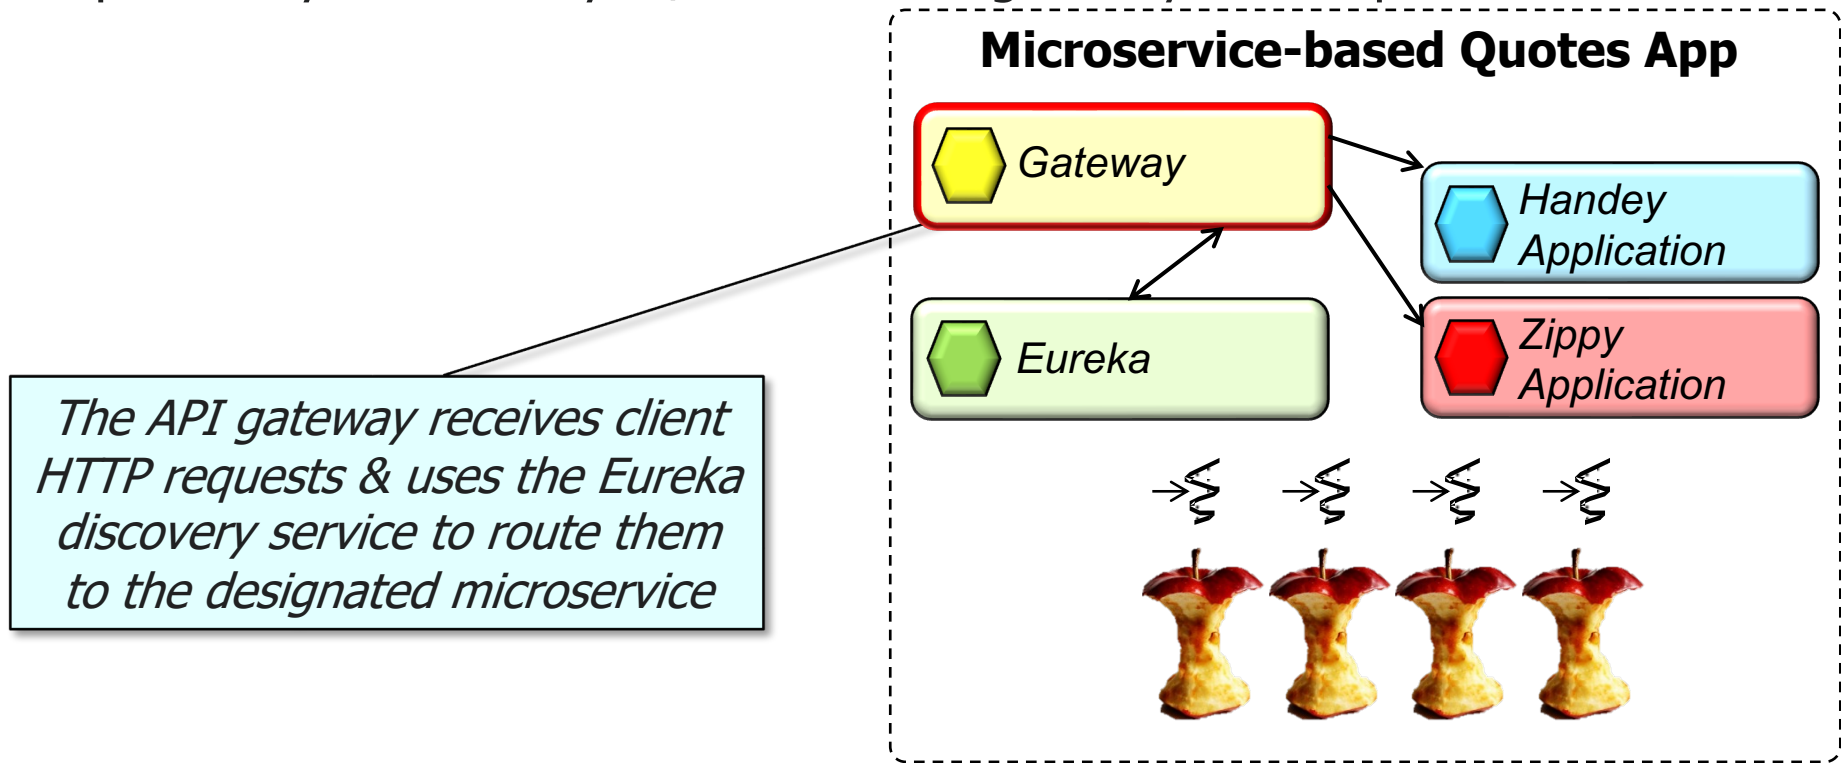 Microservice-based Quotes App
Gateway
Handey
Application
Eureka
Zippy
Application
The API gateway receives client
HTTP requests & uses the Eureka
discovery service to route them
to the designated microservice